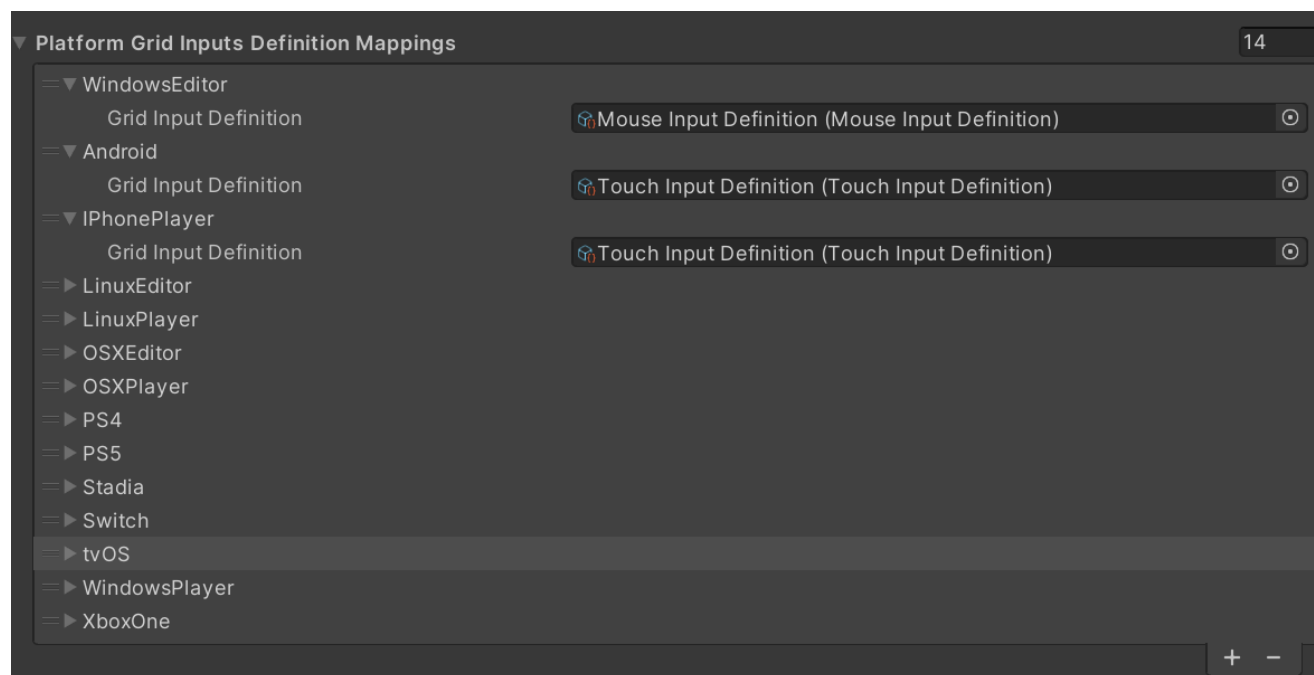 Platform Grid Inputs Definition Mappings 14
WindowsEditor
Grid Input Definition Mouse Input Definition (Mouse Input Definition)
Android
Grid Input Definition Touch Input Definition (Touch Input Definition)
IPhonePlayer
Grid Input Definition Touch Input Definition (Touch Input Definition)
LinuxEditor
LinuxPlayer
OSXEditor
OSXPlayer
PS4
PS5
Stadia
Switch
tvOS
WindowsPlayer
XboxOne
+ −